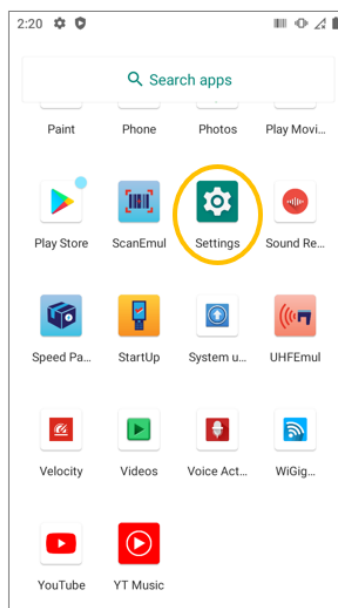 2:20
Search apps
Paint Phone Photos Play Movi...
Play Store ScanEmul Settings Sound Re...
Speed Pa... StartUp System u... UHFEmul
Velocity Videos Voice Act... WiGig...
YouTube YT Music